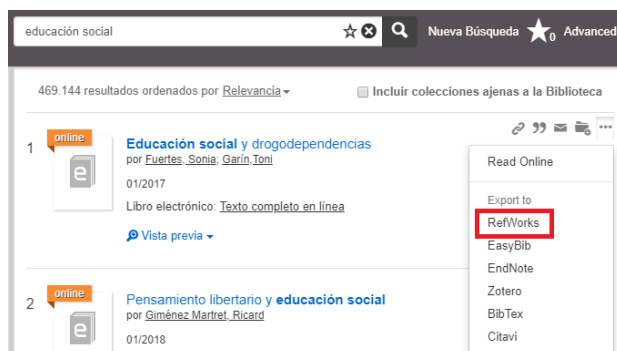 educación social
Nueva Búsqueda 0 Advanced
469.144 resultados ordenados por Relevancia
Incluir colecciones ajenas a la Biblioteca
1
online
e
Educación social y drogodependencias
por Fuertes, Sonia; Garín,Toni
01/2017
Libro electrónico: Texto completo en línea
Vista previa
Read Online
Export to
RefWorks
EasyBib
EndNote
Zotero
BibTex
Citavi
2
online
e
Pensamiento libertario y educación social
por Giménez Martret, Ricard
01/2018